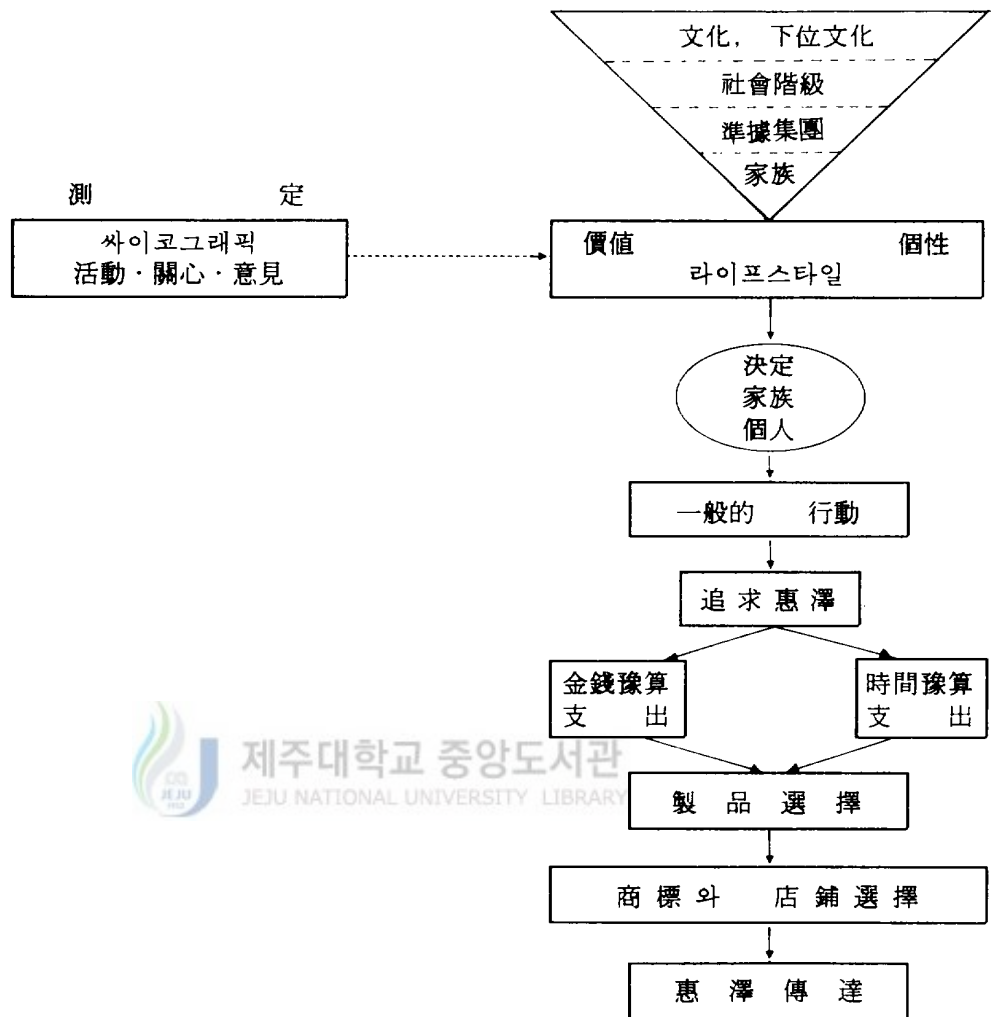 文化, 下位文化
社會階級
準據集團
家族
測 定
싸이코그래픽
活動·關心·意見
價値 個性
라이프스타일
決定
家族
個人
一般的 行動
追求惠澤
金錢豫算
支 出
時間豫算
支 出
제주대학교 중앙도서관
JEJU NATIONAL UNIVERSITY LIBRARY
製品選擇
商標와 店鋪選擇
惠澤傳達